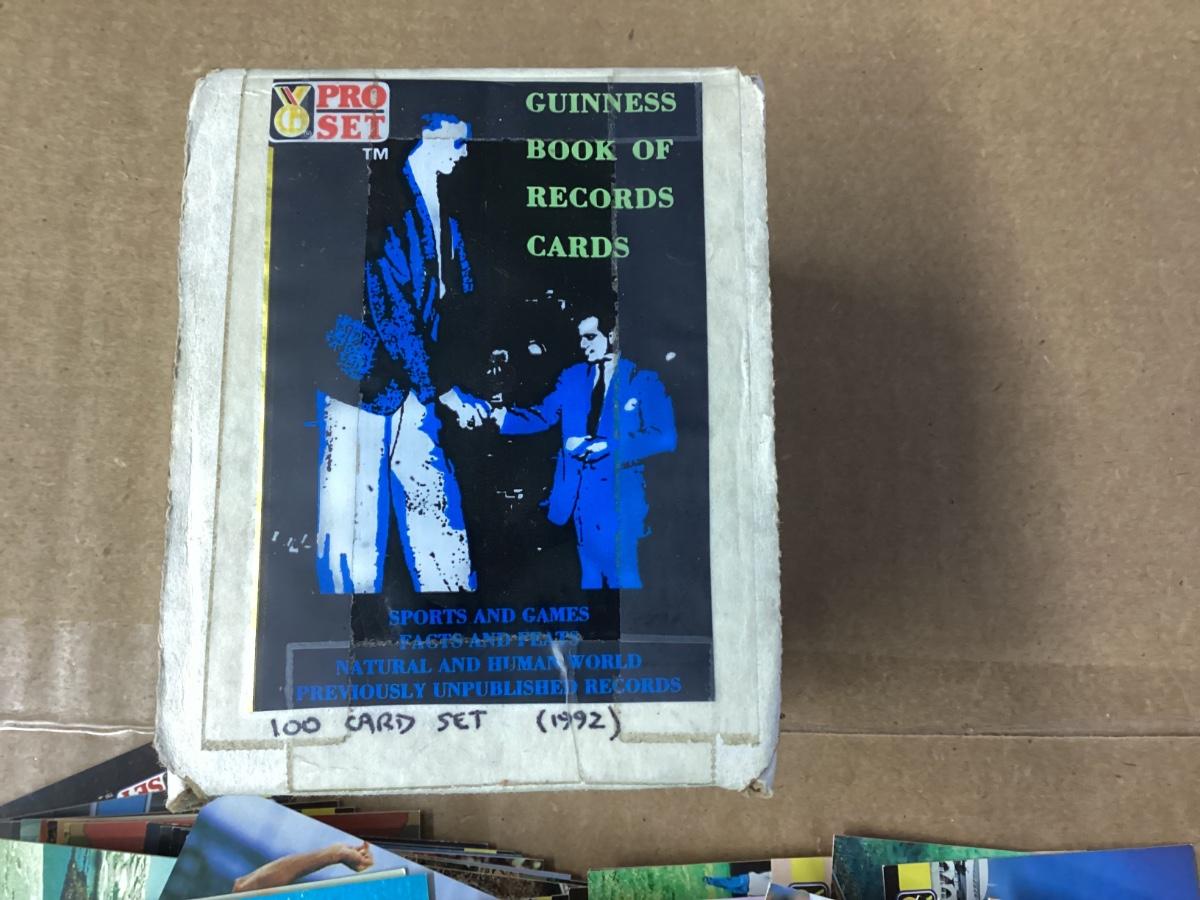 PRO
SET
TM
GUINNESS
BOOK OF
RECORDS
CARDS
SPORTS AND GAMES
FACTS AND FEATS
NATURAL AND HUMAN WORLD
PREVIOUSLY UNPUBLISHED RECORDS
100 CARD SET (1992)
SET